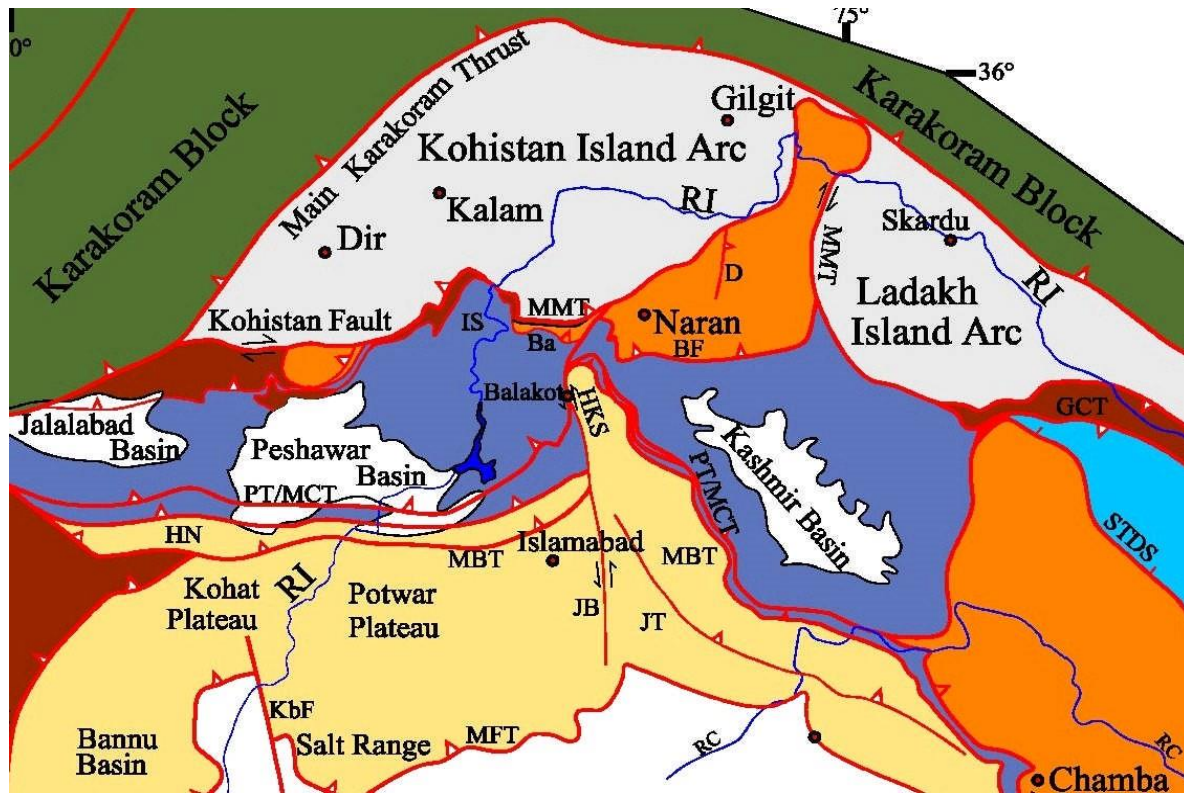 75°
0°
36°
Karakoram Block
Main Karakoram Thrust
Karakoram Block
Gilgit
Kohistan Island Arc
Kalam
RI
Skardu
Dir
MMT
D
RI
Ladakh
Island Arc
Kohistan Fault
IS
MMT
Naran
Ba
BF
Balakot
HKS
GCT
Jalalabad
Basin
Peshawar
Basin
PT/MCT
PT/MCT
Kashmir Basin
STDS
HN
MBT
Islamabad
MBT
Kohat
Plateau
RI
Potwar
Plateau
JB
JT
KbF
Salt Range
MFT
RC
RC
Bannu
Basin
Chamba